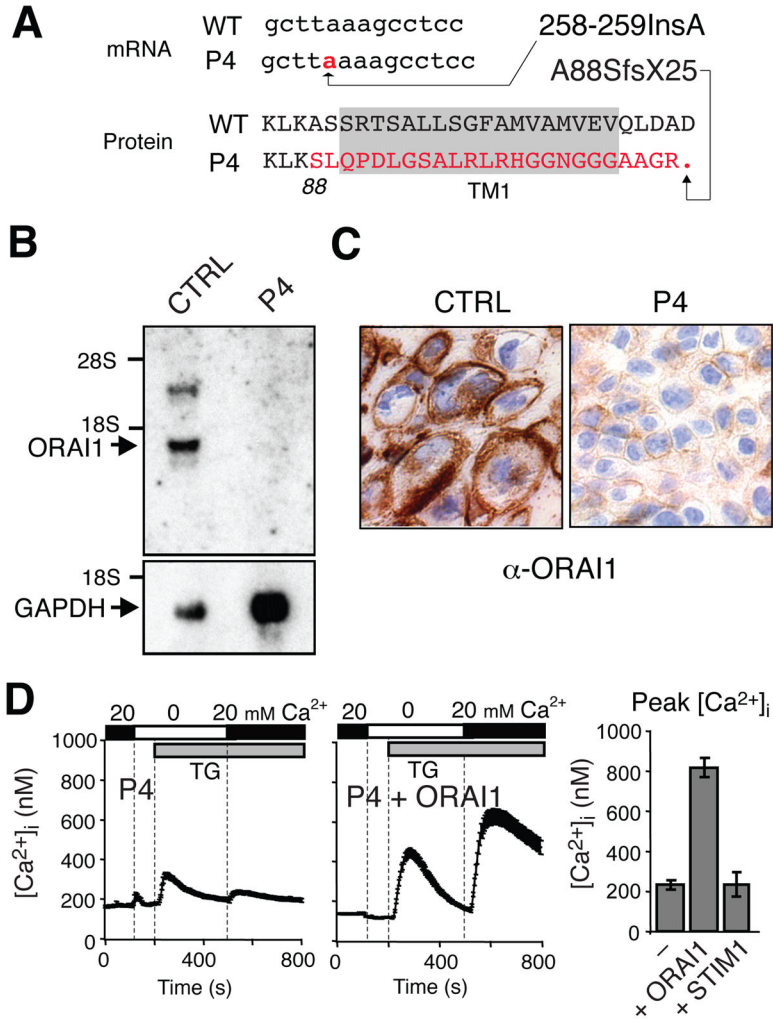 A
mRNA
WT gcttaaagcctcc
P4 gcttaaaagcctcc
258-259InsA
A88SfsX25
Protein
WT KLKASSRTSALLSGFAMVAMVEVQLDAD
P4 KLKSLQPDLGSALRLRHGGNGGGAAGR.
88 TM1
B
CTRL P4
28S
18S
ORAI1
18S
GAPDH
C
CTRL P4
α-ORAI1
D
20 0 20 mM Ca2+
TG
P4
[Ca2+]i (nM)
1000
800
600
400
200
0
0 400 800
Time (s)
0 20
TG
P4 + ORAI1
0 400 800
Time (s)
Peak [Ca2+]i
[Ca2+]i (nM)
1000
800
600
400
200
0
–
+ ORAI1
+ STIM1